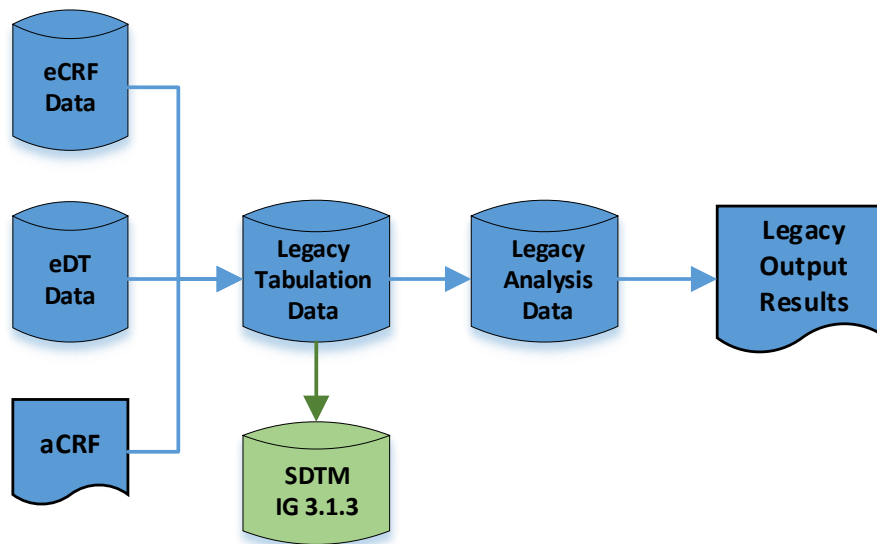 eCRF
Data
eDT
Data
aCRF
Legacy
Tabulation
Data
Legacy
Analysis
Data
Legacy
Output
Results
SDTM
IG 3.1.3